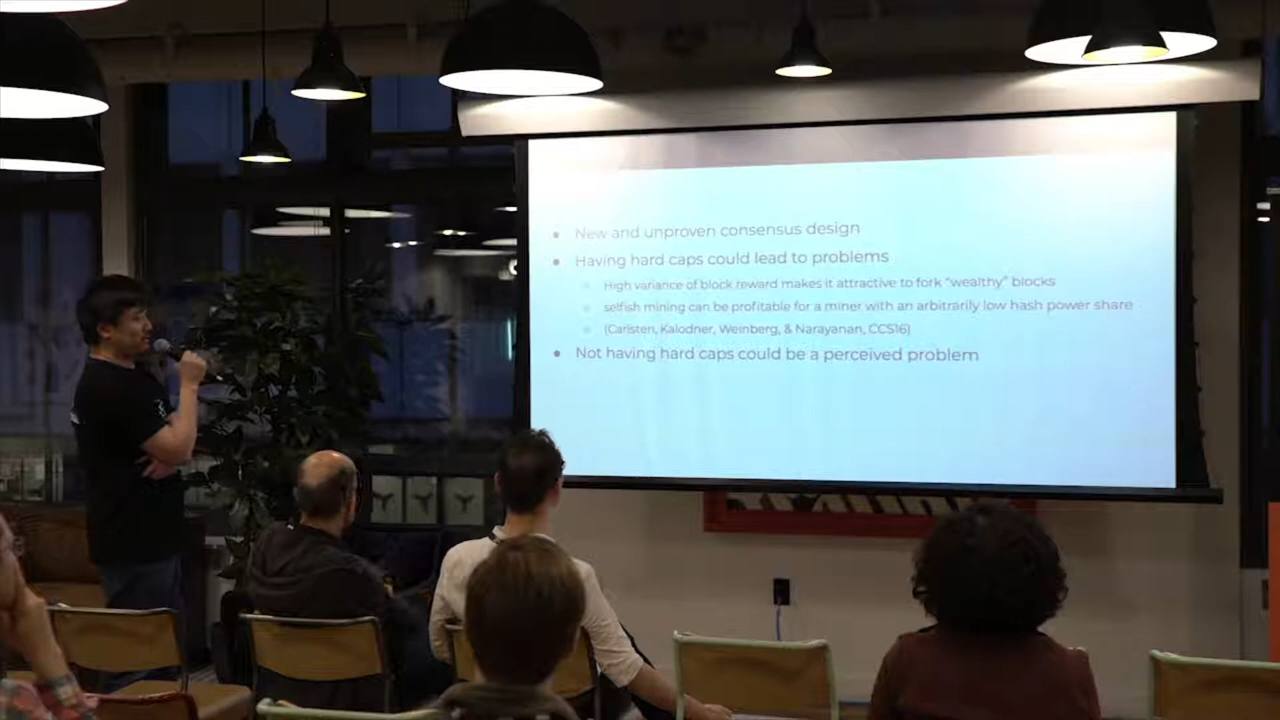 New and unproven consensus design
Having hard caps could lead to problems
High variance of block reward makes it attractive to fork “wealthy” blocks
selfish mining can be profitable for a miner with an arbitrarily low hash power share
(Carlsten, Kalodner, Weinberg, & Narayanan, CCS16)
Not having hard caps could be a perceived problem